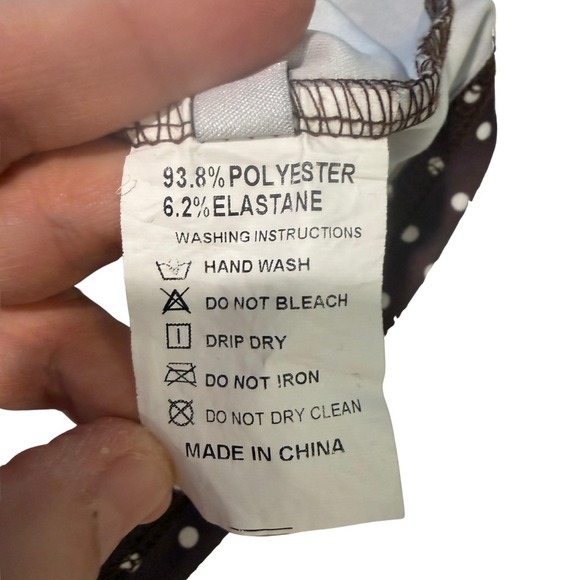 93.8%POLYESTER
6.2%ELASTANE
WASHING INSTRUCTIONS
HAND WASH
DO NOT BLEACH
DRIP DRY
DO NOT IRON
DO NOT DRY CLEAN
MADE IN CHINA